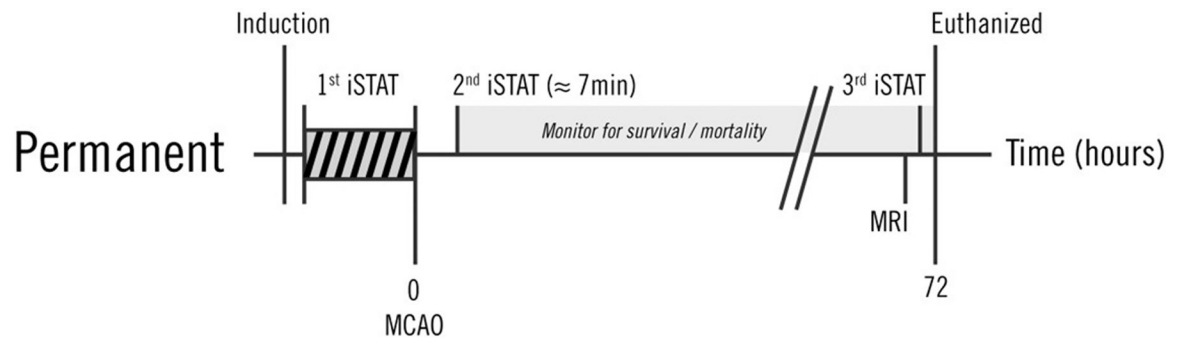 Induction
Euthanized
1st iSTAT
2nd iSTAT (≈ 7min)
3rd iSTAT
Monitor for survival / mortality
Permanent
Time (hours)
MRI
0
72
MCAO